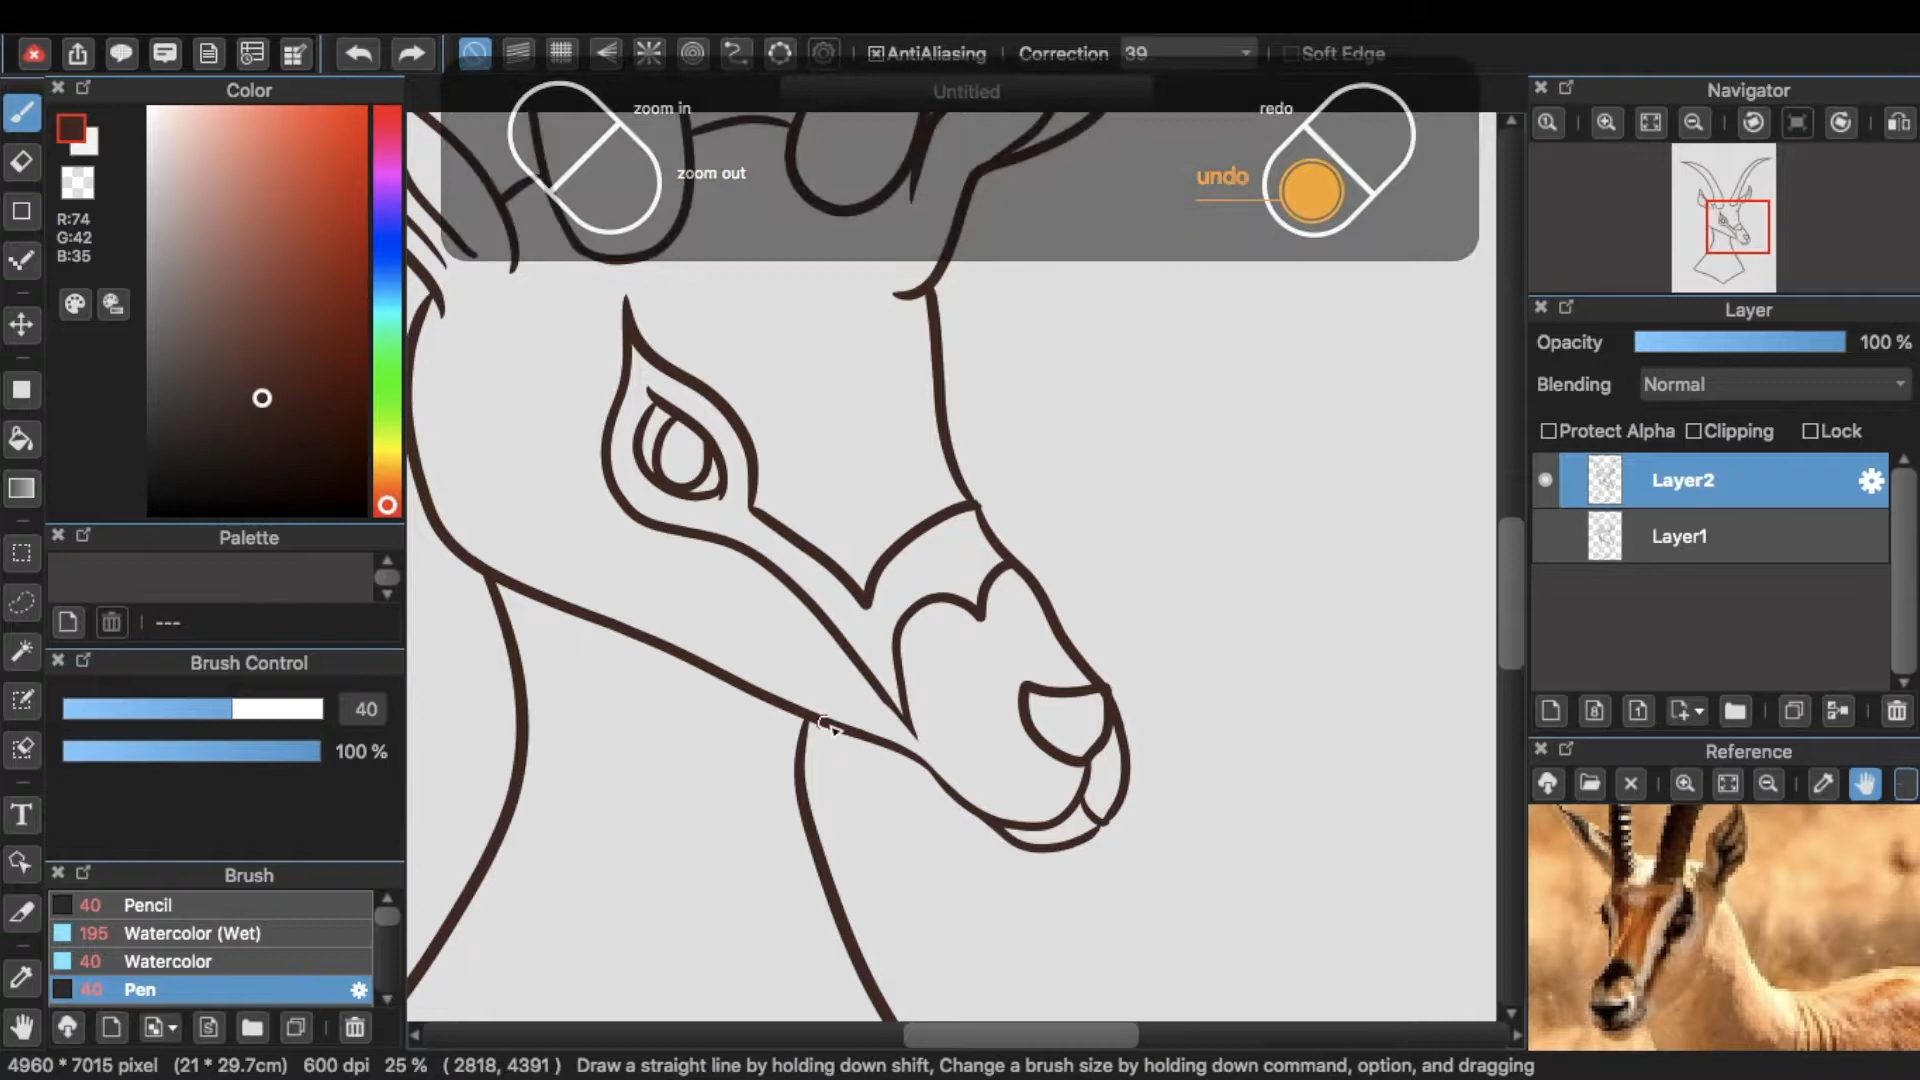 AntiAliasing
Correction
39
Soft Edge
Color
Untitled
Navigator
zoom in
zoom out
redo
undo
R:74
G:42
B:35
Layer
Opacity
100 %
Blending
Normal
Protect Alpha
Clipping
Lock
Layer2
Layer1
Palette
---
Brush Control
40
100 %
Reference
Brush
40 Pencil
195 Watercolor (Wet)
40 Watercolor
40 Pen
T
8
1
S
4960 * 7015 pixel (21 * 29.7cm) 600 dpi 25 % ( 2818, 4391 ) Draw a straight line by holding down shift, Change a brush size by holding down command, option, and dragging